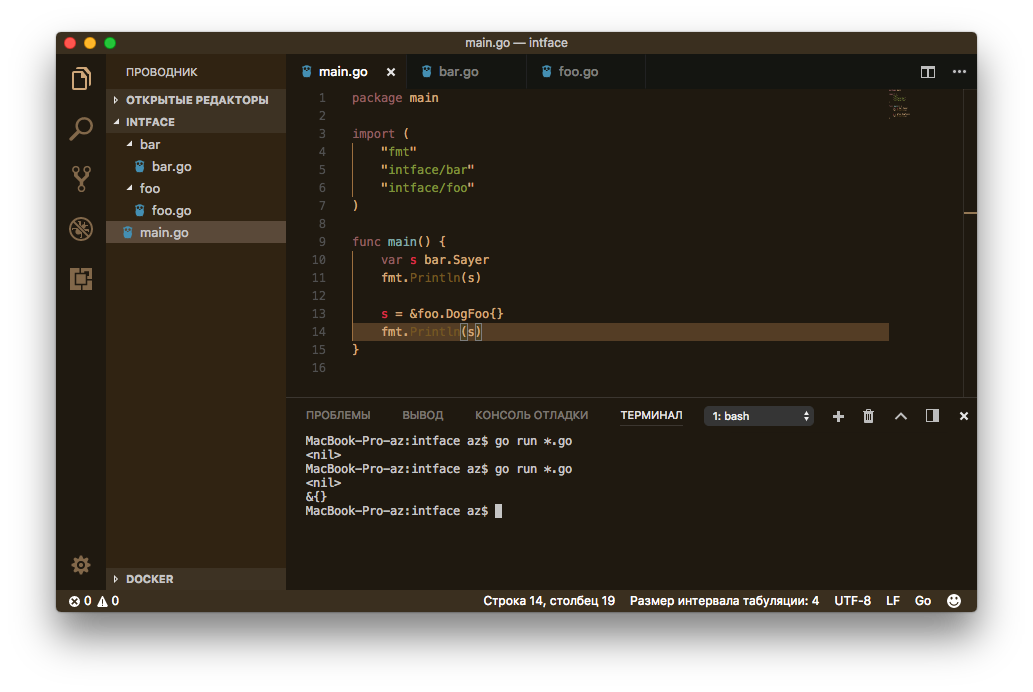 main.go — intface
ПРОВОДНИК
ОТКРЫТЫЕ РЕДАКТОРЫ
INTFACE
bar
bar.go
foo
foo.go
main.go
DOCKER
main.go bar.go foo.go
1 package main
2
3 import (
4 "fmt"
5 "intface/bar"
6 "intface/foo"
7 )
8
9 func main() {
10 var s bar.Sayer
11 fmt.Println(s)
12
13 s = &foo.DogFoo{}
14 fmt.Println(s)
15 }
16
ПРОБЛЕМЫ ВЫВОД КОНСОЛЬ ОТЛАДКИ ТЕРМИНАЛ 1: bash
MacBook-Pro-az:intface az$ go run *.go
<nil>
MacBook-Pro-az:intface az$ go run *.go
<nil>
&{}
MacBook-Pro-az:intface az$
0 0 Строка 14, столбец 19 Размер интервала табуляции: 4 UTF-8 LF Go